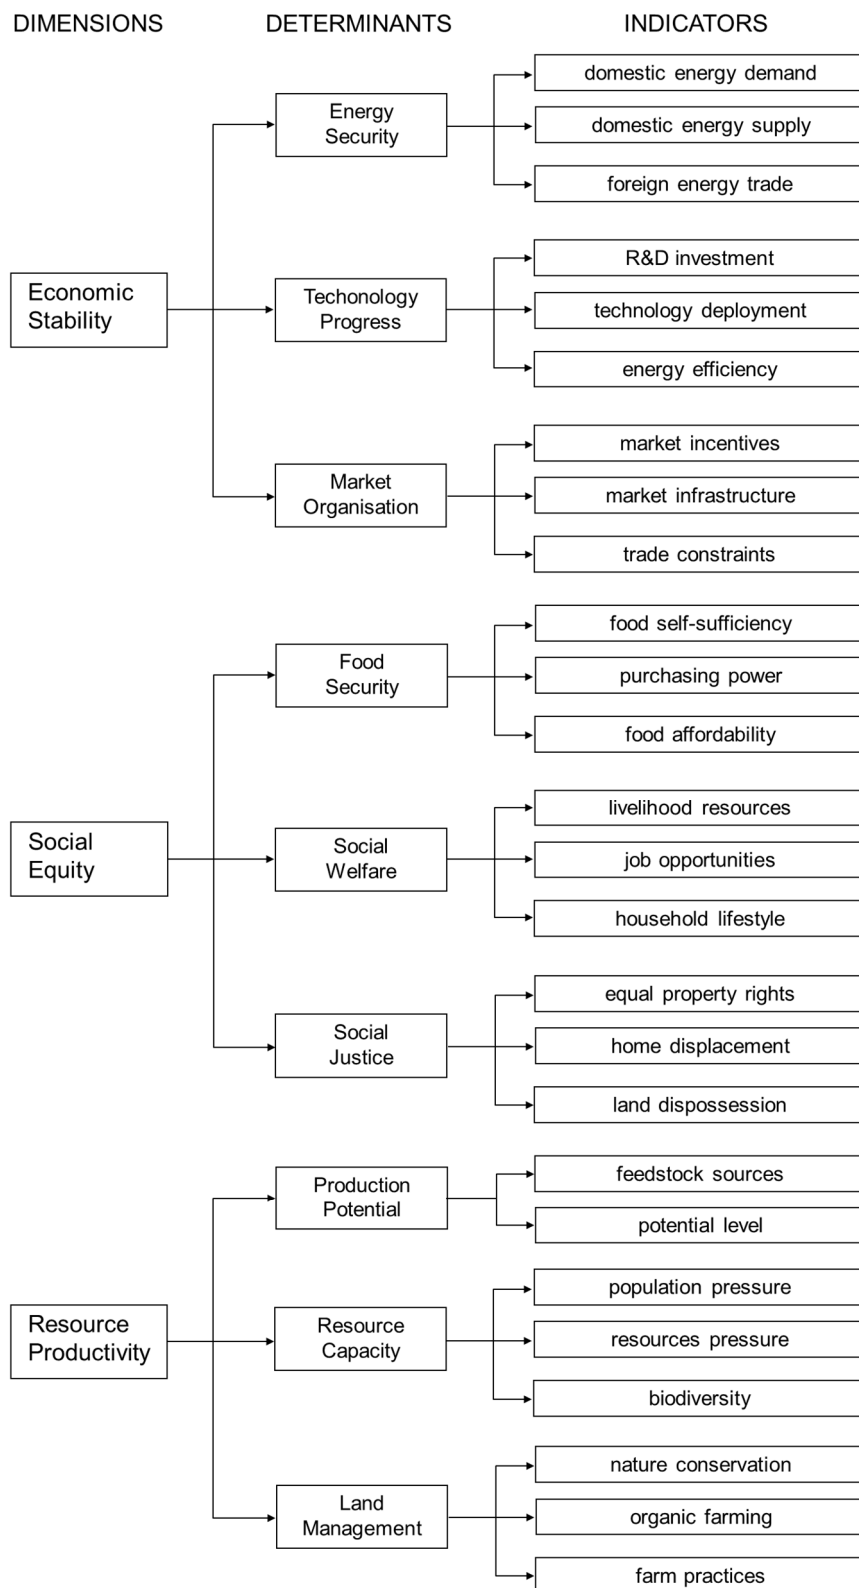 DIMENSIONS DETERMINANTS INDICATORS
Economic
Stability
Energy
Security
domestic energy demand
domestic energy supply
foreign energy trade
Techonology
Progress
R&D investment
technology deployment
energy efficiency
Market
Organisation
market incentives
market infrastructure
trade constraints
Social
Equity
Food
Security
food self-sufficiency
purchasing power
food affordability
Social
Welfare
livelihood resources
job opportunities
household lifestyle
Social
Justice
equal property rights
home displacement
land dispossession
Resource
Productivity
Production
Potential
feedstock sources
potential level
Resource
Capacity
population pressure
resources pressure
biodiversity
Land
Management
nature conservation
organic farming
farm practices